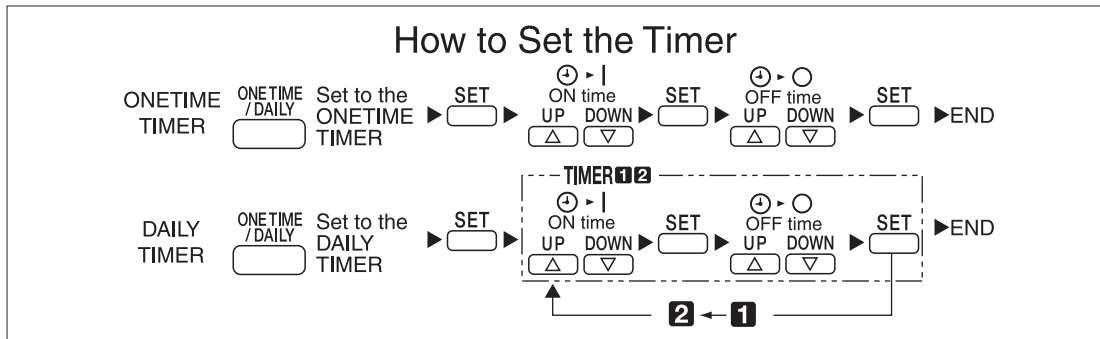 How to Set the Timer
ONETIME TIMER
ONETIME /DAILY
Set to the ONETIME TIMER
SET
ON time
UP DOWN
SET
OFF time
UP DOWN
SET
END
DAILY TIMER
ONETIME /DAILY
Set to the DAILY TIMER
SET
TIMER 1 2
ON time
UP DOWN
SET
OFF time
UP DOWN
SET
END
2 ← 1